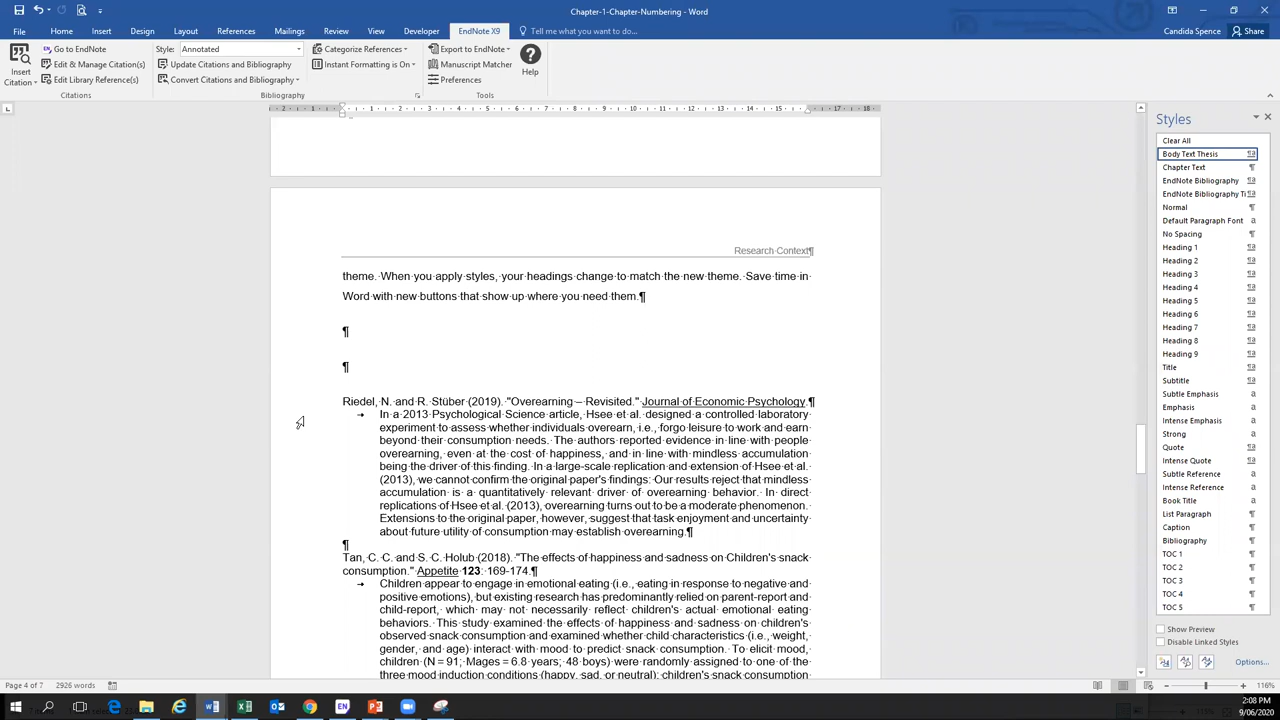 Chapter-1-Chapter-Numbering - Word
Candida Spence
Share
File Home Insert Design Layout References Mailings Review View Developer EndNote X9 Tell me what you want to do...
Insert Citation
Go to EndNote
Edit & Manage Citation(s)
Edit Library Reference(s)
Citations
Style: Annotated
Update Citations and Bibliography
Convert Citations and Bibliography
Categorize References
Instant Formatting is On
Bibliography
Export to EndNote
Manuscript Matcher
Preferences
Help
Tools
2 1 1 2 3 4 5 6 7 8 9 10 11 12 13 14 15 17 18
Research·Context¶
theme.·When·you·apply·styles,·your·headings·change·to·match·the·new·theme.·Save·time·in·
Word·with·new·buttons·that·show·up·where·you·need·them.¶
¶
¶
Riedel,·N.·and·R.·Stüber·(2019).·"Overearning·–·Revisited."·Journal·of·Economic·Psychology.¶
→ In·a·2013·Psychological·Science·article,·Hsee·et·al.·designed·a·controlled·laboratory·
experiment·to·assess·whether·individuals·overearn,·i.e.,·forgo·leisure·to·work·and·earn·
beyond·their·consumption·needs.·The·authors·reported·evidence·in·line·with·people·
overearning,·even·at·the·cost·of·happiness,·and·in·line·with·mindless·accumulation·
being·the·driver·of·this·finding.·In·a·large-scale·replication·and·extension·of·Hsee·et·al.·
(2013),·we·cannot·confirm·the·original·paper's·findings:·Our·results·reject·that·mindless·
accumulation·is·a·quantitatively·relevant·driver·of·overearning·behavior.·In·direct·
replications·of·Hsee·et·al.·(2013),·overearning·turns·out·to·be·a·moderate·phenomenon.·
Extensions·to·the·original·paper,·however,·suggest·that·task·enjoyment·and·uncertainty·
about·future·utility·of·consumption·may·establish·overearning.¶
¶
Tan,·C.·C.·and·S.·C.·Holub·(2018).·"The·effects·of·happiness·and·sadness·on·Children's·snack·
consumption."·Appetite·123:·169-174.¶
→ Children·appear·to·engage·in·emotional·eating·(i.e.,·eating·in·response·to·negative·and·
positive·emotions),·but·existing·research·has·predominantly·relied·on·parent-report·and·
child-report,·which·may·not·necessarily·reflect·children's·actual·emotional·eating·
behaviors.·This·study·examined·the·effects·of·happiness·and·sadness·on·children's·
observed·snack·consumption·and·examined·whether·child·characteristics·(i.e.,·weight,·
gender,·and·age)·interact·with·mood·to·predict·snack·consumption.·To·elicit·mood,·
children·(N·=·91;·Mages·=·6.8·years;·48·boys)·were·randomly·assigned·to·one·of·the·
three·mood·induction·conditions·(happy,·sad,·or·neutral);·children's·snack·consumption·
Styles
Clear All
Body Text Thesis ¶a
Chapter Text ¶
EndNote Bibliography ¶a
EndNote Bibliography Ti ¶a
Normal ¶
Default Paragraph Font a
No Spacing ¶
Heading 1 ¶a
Heading 2 ¶a
Heading 3 ¶a
Heading 4 ¶a
Heading 5 ¶a
Heading 6 ¶a
Heading 7 ¶a
Heading 8 ¶a
Heading 9 ¶a
Title ¶a
Subtitle ¶a
Subtle Emphasis a
Emphasis a
Intense Emphasis a
Strong a
Quote ¶a
Intense Quote ¶a
Subtle Reference a
Intense Reference a
Book Title a
List Paragraph ¶
Caption ¶
Bibliography ¶
TOC 1 ¶
TOC 2 ¶
TOC 3 ¶
TOC 4 ¶
TOC 5 ¶
Show Preview
Disable Linked Styles
Options...
Page 4 of 7 2926 words
116%
EN
2:08 PM
9/06/2020